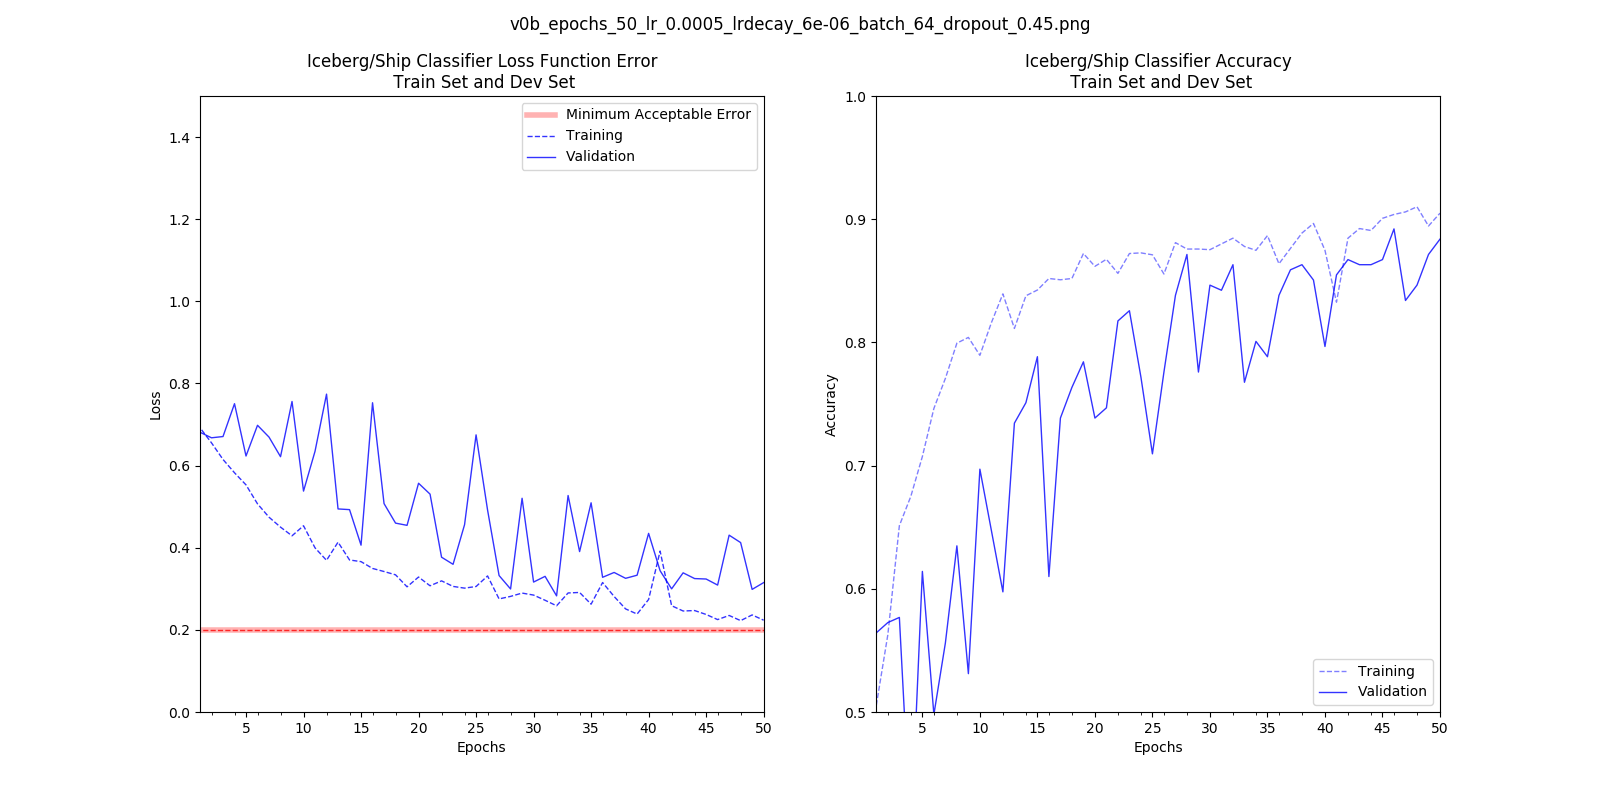 v0b_epochs_50_lr_0.0005_lrdecay_6e-06_batch_64_dropout_0.45.png
Iceberg/Ship Classifier Loss Function Error
Train Set and Dev Set
Minimum Acceptable Error
Training
Validation
1.4
1.2
1.0
0.8
0.6
0.4
0.2
0.0
Loss
5 10 15 20 25 30 35 40 45 50
Epochs
Iceberg/Ship Classifier Accuracy
Train Set and Dev Set
1.0
0.9
0.8
0.7
0.6
0.5
Accuracy
Training
Validation
5 10 15 20 25 30 35 40 45 50
Epochs